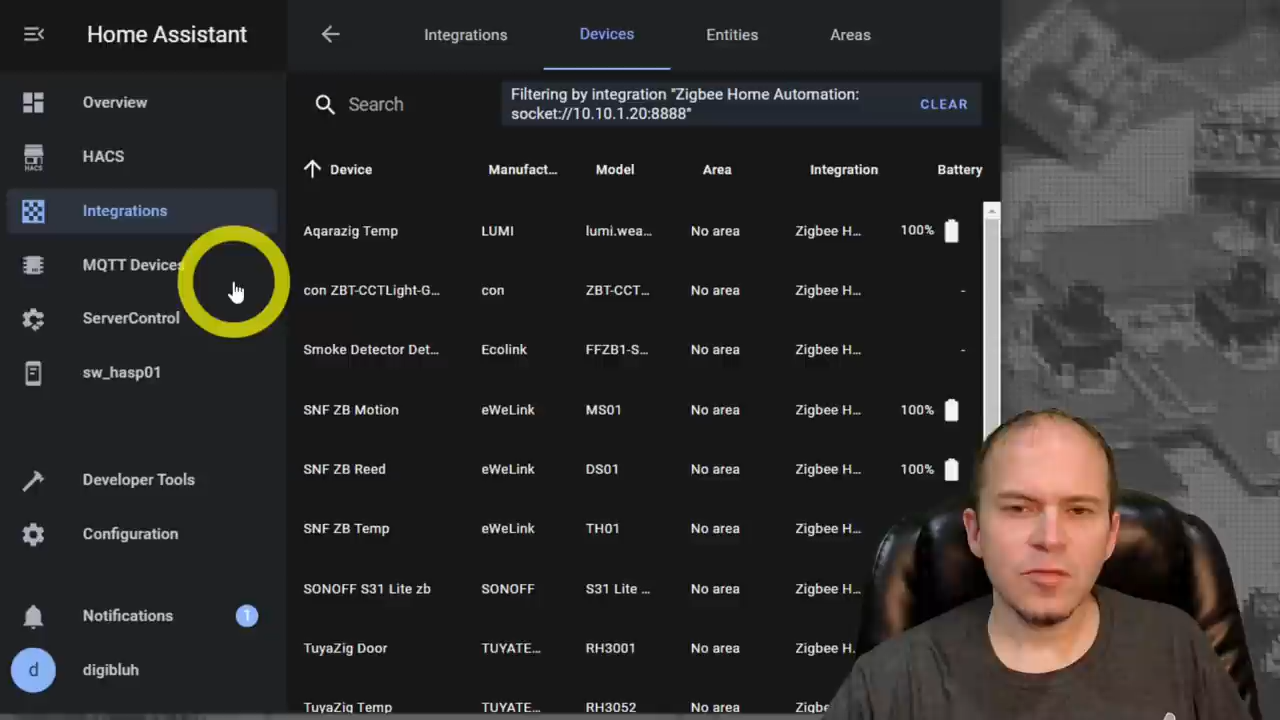 Home Assistant
Integrations
Devices
Entities
Areas
Overview
HACS
HACS
Integrations
MQTT Devices
ServerControl
sw_hasp01
Developer Tools
Configuration
Notifications
1
d
digibluh
Search
Filtering by integration "Zigbee Home Automation:
socket://10.10.1.20:8888"
CLEAR
Device Manufact... Model Area Integration Battery
Aqarazig Temp LUMI lumi.wea... No area Zigbee H... 100%
con ZBT-CCTLight-G... con ZBT-CCT... No area Zigbee H... -
Smoke Detector Det... Ecolink FFZB1-S... No area Zigbee H... -
SNF ZB Motion eWeLink MS01 No area Zigbee H... 100%
SNF ZB Reed eWeLink DS01 No area Zigbee H... 100%
SNF ZB Temp eWeLink TH01 No area Zigbee H...
SONOFF S31 Lite zb SONOFF S31 Lite ... No area Zigbee H...
TuyaZig Door TUYATE... RH3001 No area Zigbee H.
TuyaZig Temp TUYATE... RH3052 No area